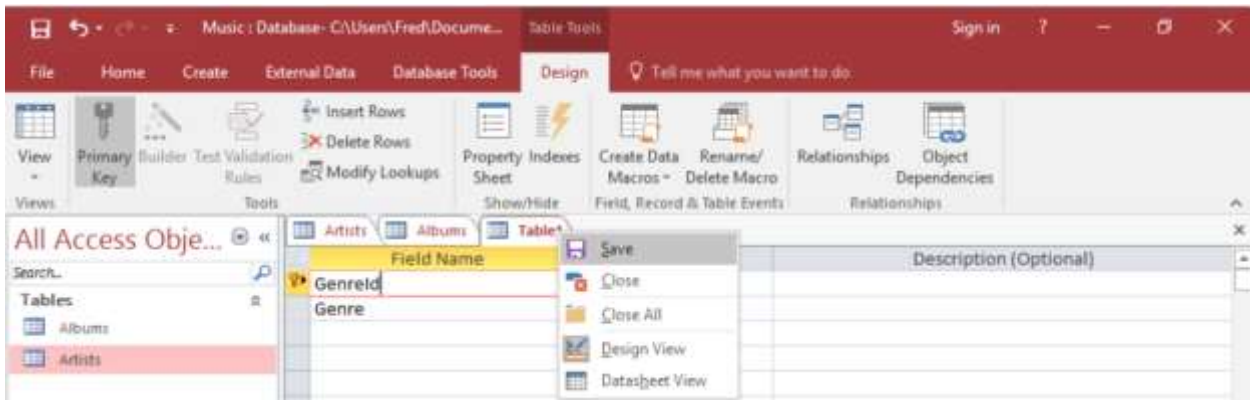 Music : Database- C:\Users\Fred\Docume... Table Tools Sign in ?
File Home Create External Data Database Tools Design Tell me what you want to do
Insert Rows
Delete Rows
Modify Lookups
View Primary Key Builder Test Validation Rules Property Sheet Indexes Create Data Macros Rename/ Delete Macro Relationships Object Dependencies
Views Tools Show/Hide Field, Record & Table Events Relationships
All Access Obje... « Artists Albums Table1
Field Name Description (Optional)
Search...
Tables
Albums
Artists
GenreId
Genre
Save
Close
Close All
Design View
Datasheet View